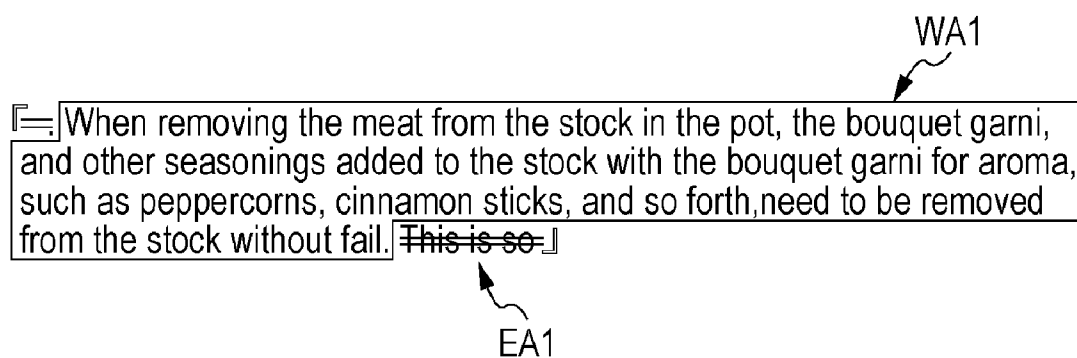 WA1
『—. When removing the meat from the stock in the pot, the bouquet garni,
and other seasonings added to the stock with the bouquet garni for aroma,
such as peppercorns, cinnamon sticks, and so forth,need to be removed
from the stock without fail. This is so 』
EA1